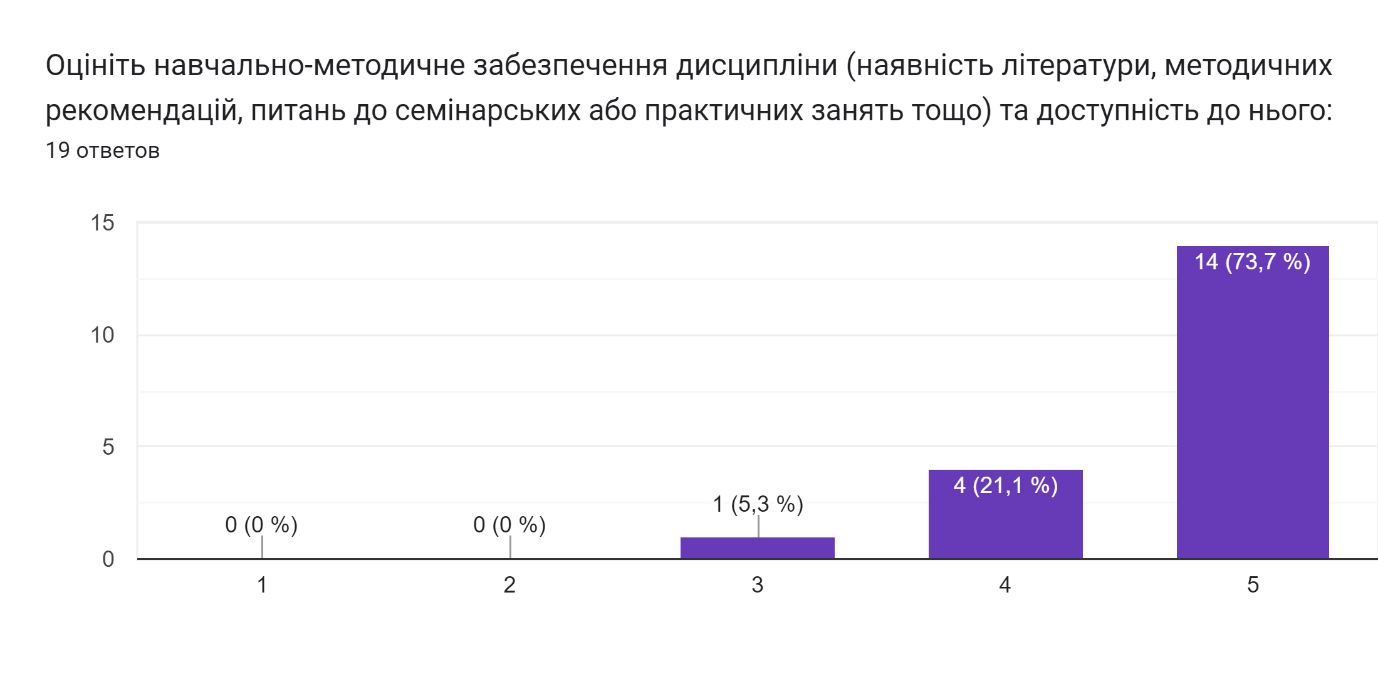 Оцініть навчально-методичне забезпечення дисципліни (наявність літератури, методичних
рекомендацій, питань до семінарських або практичних занять тощо) та доступність до нього:
19 ответов
15
10
5
0
0 (0 %)
0 (0 %)
1 (5,3 %)
4 (21,1 %)
14 (73,7 %)
1
2
3
4
5